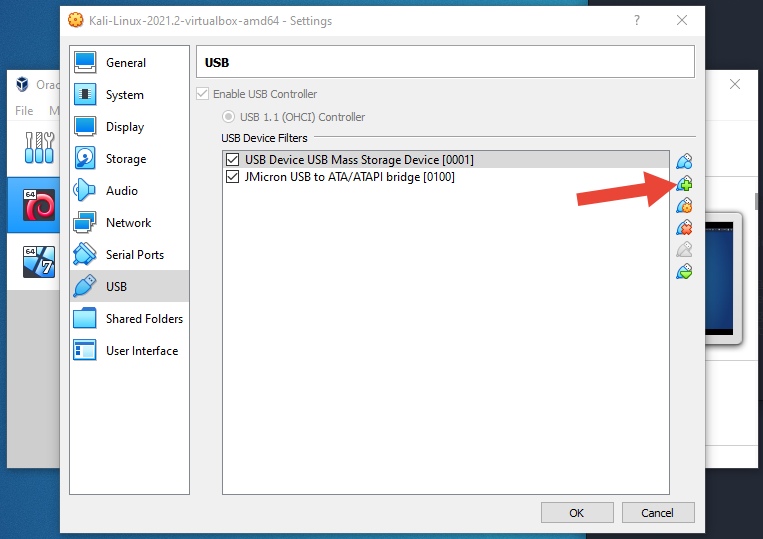 Kali-Linux-2021.2-virtualbox-amd64 - Settings
?
Orac
File
M
General
System
Display
Storage
Audio
Network
Serial Ports
USB
Shared Folders
User Interface
USB
Enable USB Controller
USB 1.1 (OHCI) Controller
USB Device Filters
USB Device USB Mass Storage Device [0001]
JMicron USB to ATA/ATAPI bridge [0100]
64
64
7
OK
Cancel